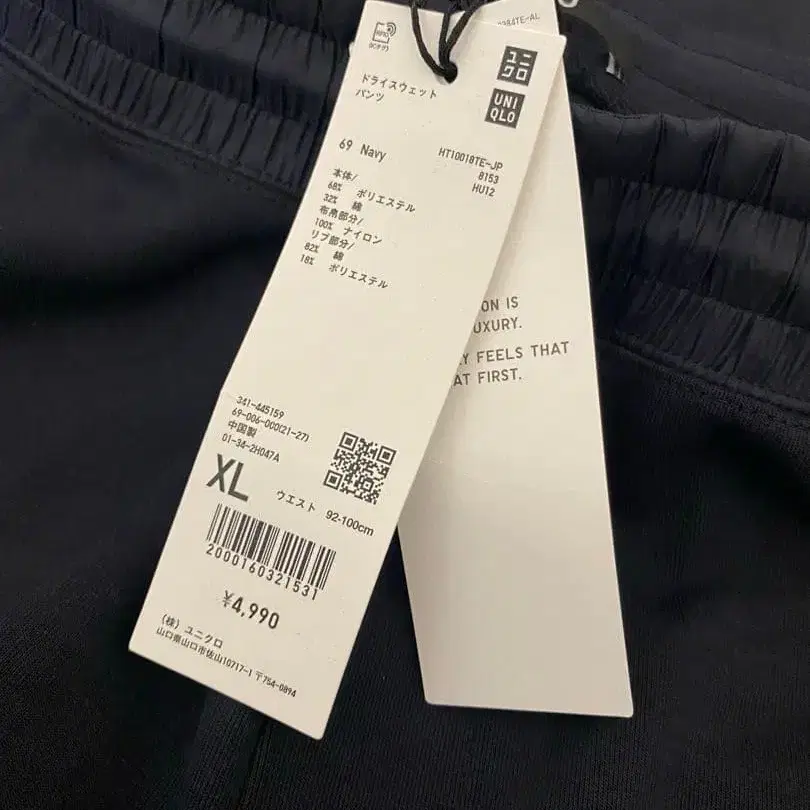 ドライスウェット
パンツ
ユニ
クロ
UNI
QLO
69 Navy
HT10018TE-JP
8153
HU12
本体/
68% ポリエステル
32% 綿
布帛部分/
100% ナイロン
リブ部分/
82% 綿
18% ポリエステル
341-445159
69-006-000(21-27)
中国製
01-34-2H047A
XL
ウエスト 92-100cm
2000160321531
¥4,990
(株) ユニクロ
山口県山口市佐山10717-1 〒754-0894
ON IS
UXURY.
Y FEELS THAT
AT FIRST.